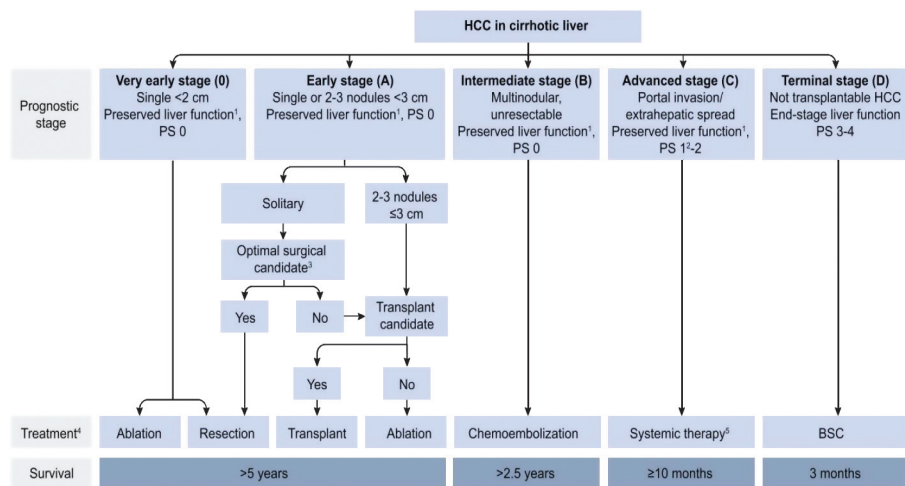 HCC in cirrhotic liver
Prognostic
stage
Very early stage (0)
Single <2 cm
Preserved liver function¹,
PS 0
Early stage (A)
Single or 2-3 nodules <3 cm
Preserved liver function¹, PS 0
Intermediate stage (B)
Multinodular,
unresectable
Preserved liver function¹,
PS 0
Advanced stage (C)
Portal invasion/
extrahepatic spread
Preserved liver function¹,
PS 1²-2
Terminal stage (D)
Not transplantable HCC
End-stage liver function
PS 3-4
Solitary
2-3 nodules
≤3 cm
Optimal surgical
candidate³
Yes
No
Transplant
candidate
Yes
No
Treatment⁴
Ablation
Resection
Transplant
Ablation
Chemoembolization
Systemic therapy⁵
BSC
Survival
>5 years
>2.5 years
≥10 months
3 months